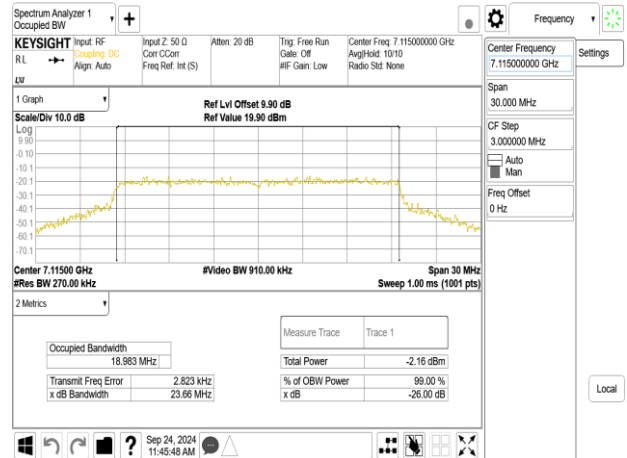 Spectrum Analyzer 1
Occupied BW
+
Frequency
KEYSIGHT
R L
LXI
Input: RF
Coupling: DC
Align: Auto
Input Z: 50 Ω
Corr CCorr
Freq Ref: Int (S)
Atten: 20 dB
Trig: Free Run
Gate: Off
#IF Gain: Low
Center Freq: 7.115000000 GHz
Avg|Hold: 10/10
Radio Std: None
Center Frequency
7.115000000 GHz
Settings
Span
30.000 MHz
CF Step
3.000000 MHz
Auto
Man
Freq Offset
0 Hz
Local
1 Graph
Scale/Div 10.0 dB
Ref Lvl Offset 9.90 dB
Ref Value 19.90 dBm
Log
9.90
-0.10
-10.1
-20.1
-30.1
-40.1
-50.1
-60.1
-70.1
Center 7.11500 GHz
#Video BW 910.00 kHz
Span 30 MHz
#Res BW 270.00 kHz
Sweep 1.00 ms (1001 pts)
2 Metrics
Measure Trace Trace 1
Occupied Bandwidth
18.983 MHz
Total Power -2.16 dBm
Transmit Freq Error 2.823 kHz
% of OBW Power 99.00 %
x dB Bandwidth 23.66 MHz
x dB -26.00 dB
?
Sep 24, 2024
11:45:48 AM